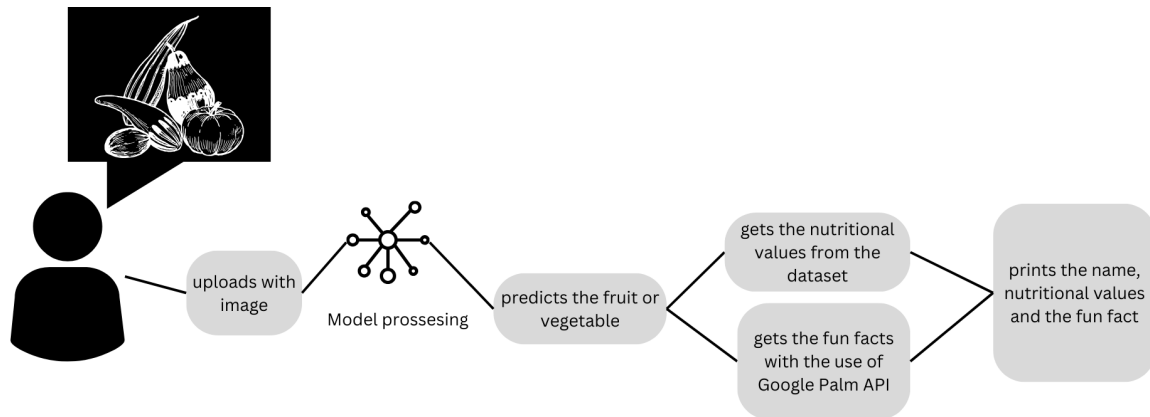 uploads with
image
Model prossesing
predicts the fruit or
vegetable
gets the nutritional
values from the
dataset
gets the fun facts
with the use of
Google Palm API
prints the name,
nutritional values
and the fun fact